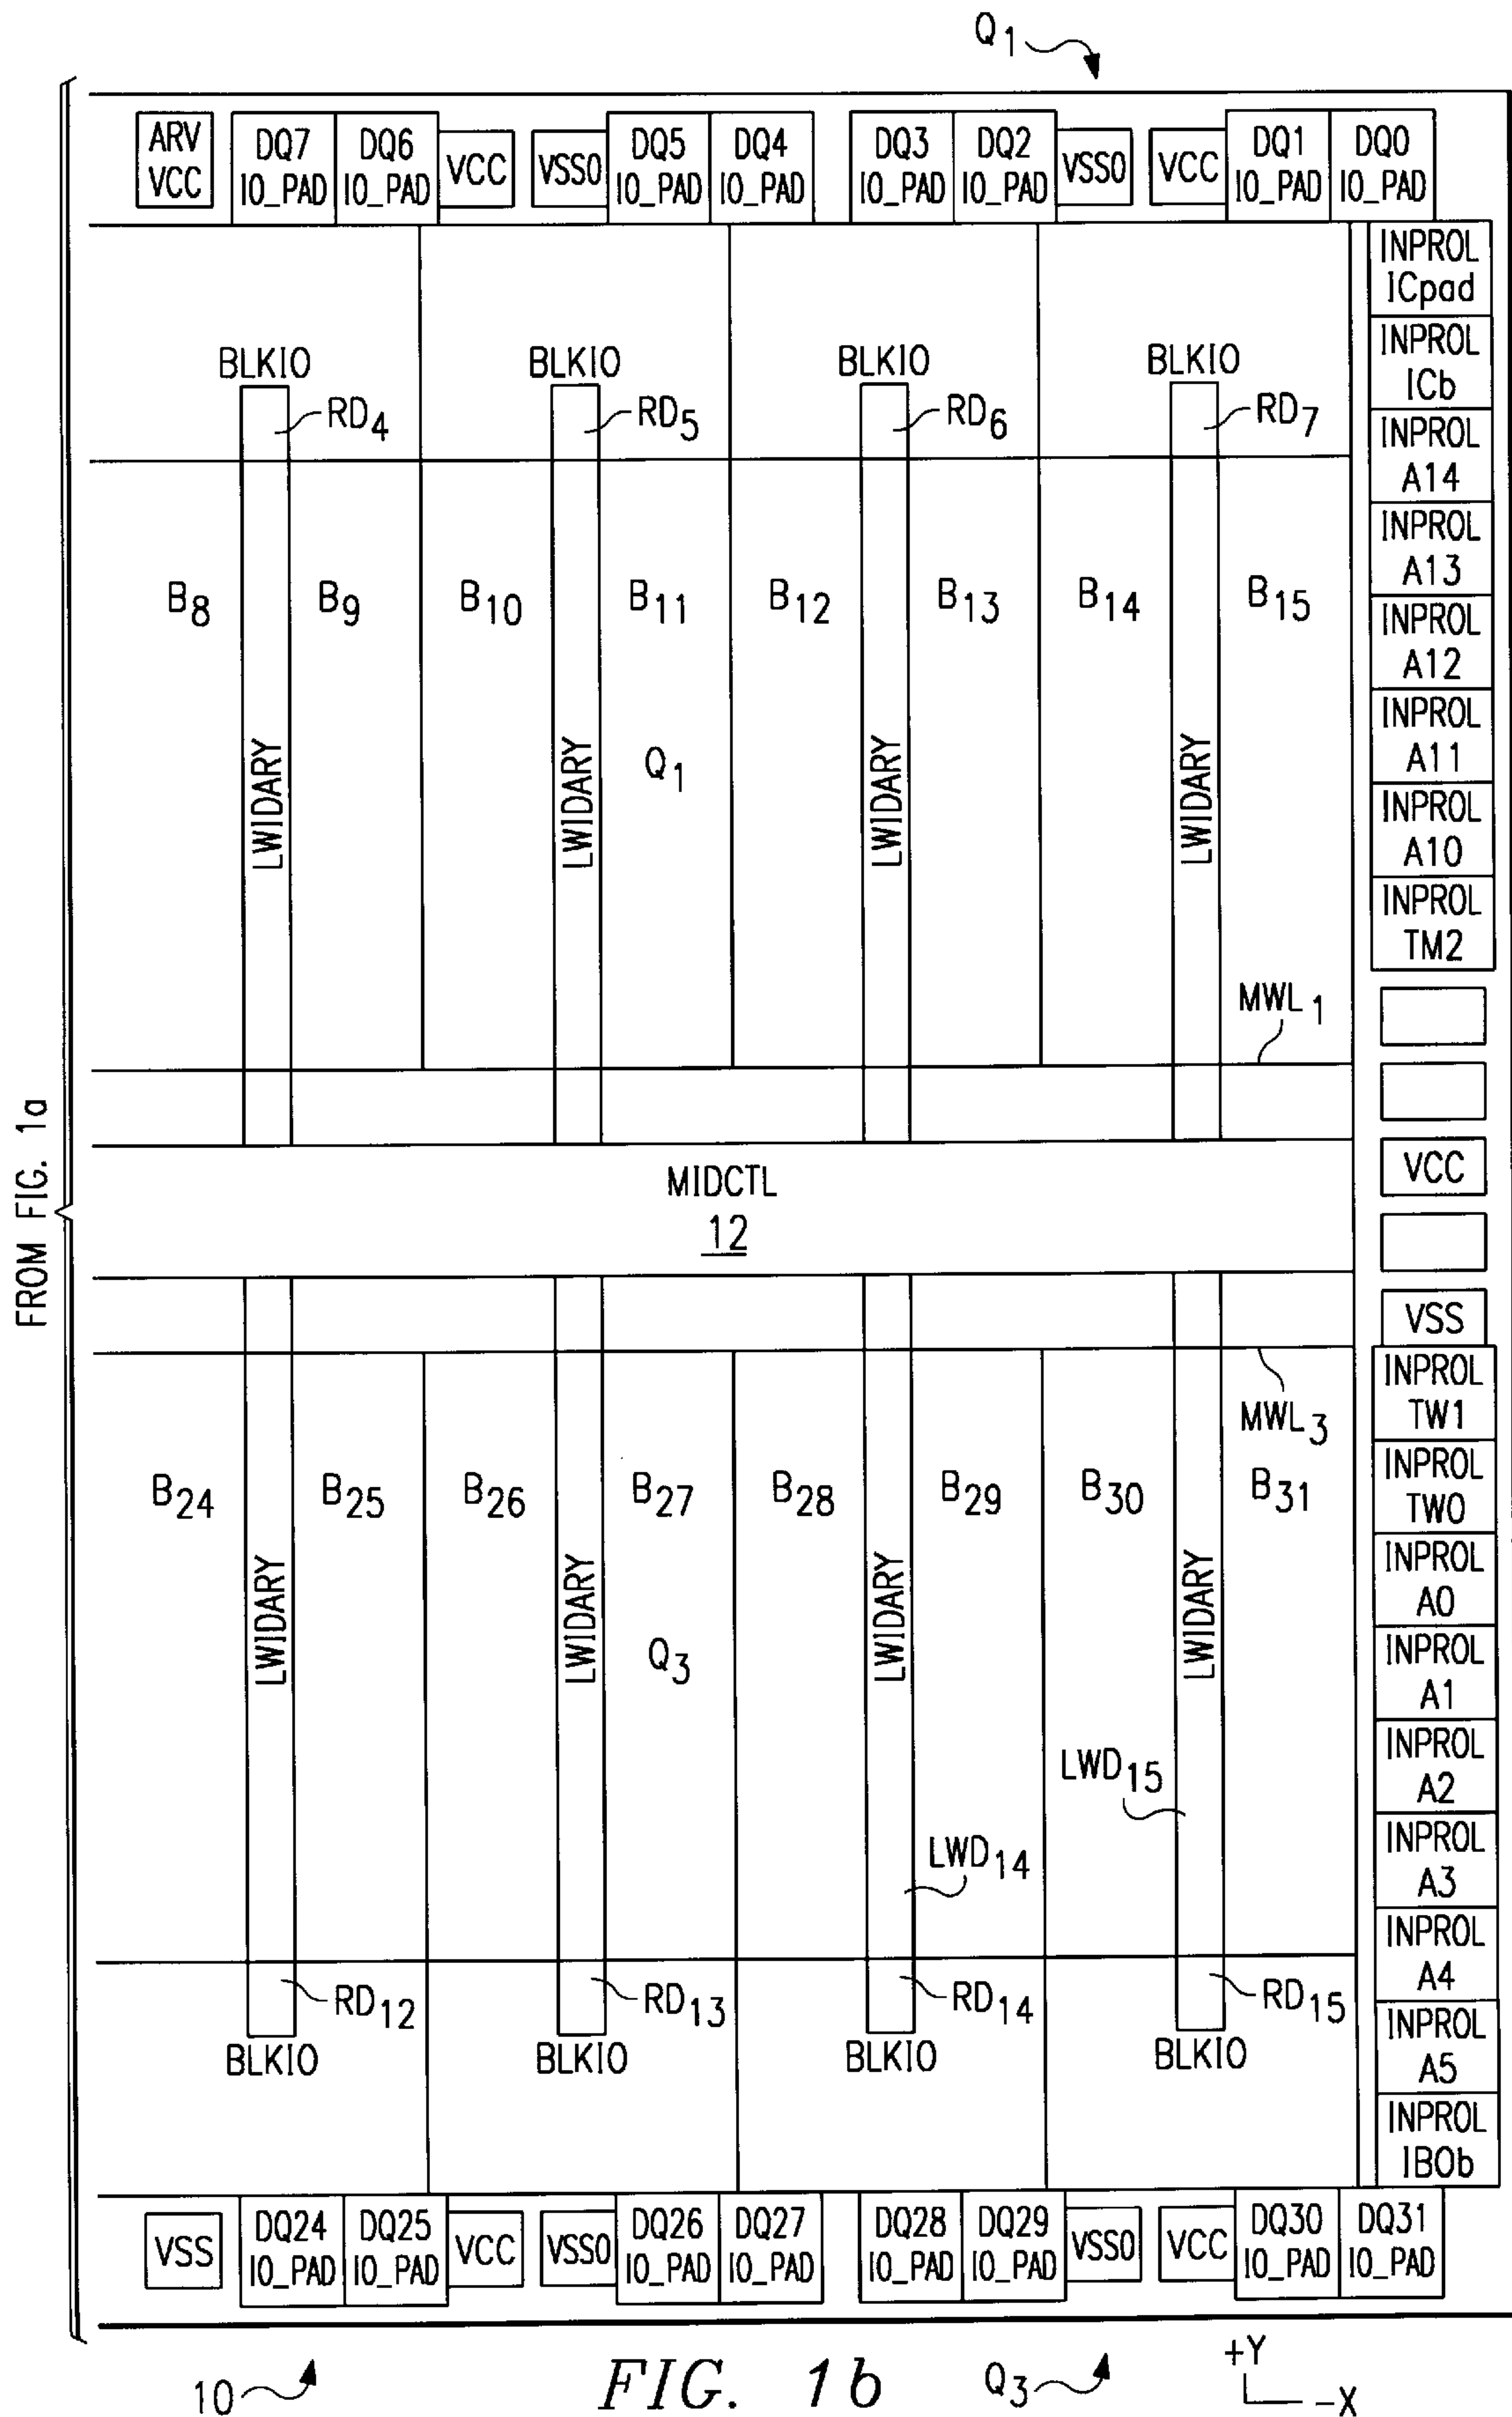 Q1
ARV VCC
DQ7 IO_PAD
DQ6 IO_PAD
VCC
VSSO
DQ5 IO_PAD
DQ4 IO_PAD
DQ3 IO_PAD
DQ2 IO_PAD
VSSO
VCC
DQ1 IO_PAD
DQ0 IO_PAD
INPROL ICpad
INPROL ICb
INPROL A14
INPROL A13
INPROL A12
INPROL A11
INPROL A10
INPROL TM2
VCC
VSS
INPROL TW1
INPROL TWO
INPROL A0
INPROL A1
INPROL A2
INPROL A3
INPROL A4
INPROL A5
INPROL IBOb
BLKIO
BLKIO
BLKIO
BLKIO
RD4
RD5
RD6
RD7
B8
B9
B10
B11
B12
B13
B14
B15
LWIDARY
LWIDARY
Q1
LWIDARY
LWIDARY
MWL1
FROM FIG. 1a
MIDCTL
12
MWL3
B24
B25
B26
B27
B28
B29
B30
B31
LWIDARY
LWIDARY
Q3
LWIDARY
LWIDARY
LWD15
LWD14
RD12
RD13
RD14
RD15
BLKIO
BLKIO
BLKIO
BLKIO
VSS
DQ24 IO_PAD
DQ25 IO_PAD
VCC
VSSO
DQ26 IO_PAD
DQ27 IO_PAD
DQ28 IO_PAD
DQ29 IO_PAD
VSSO
VCC
DQ30 IO_PAD
DQ31 IO_PAD
10
FIG. 1b
Q3
+Y
-X